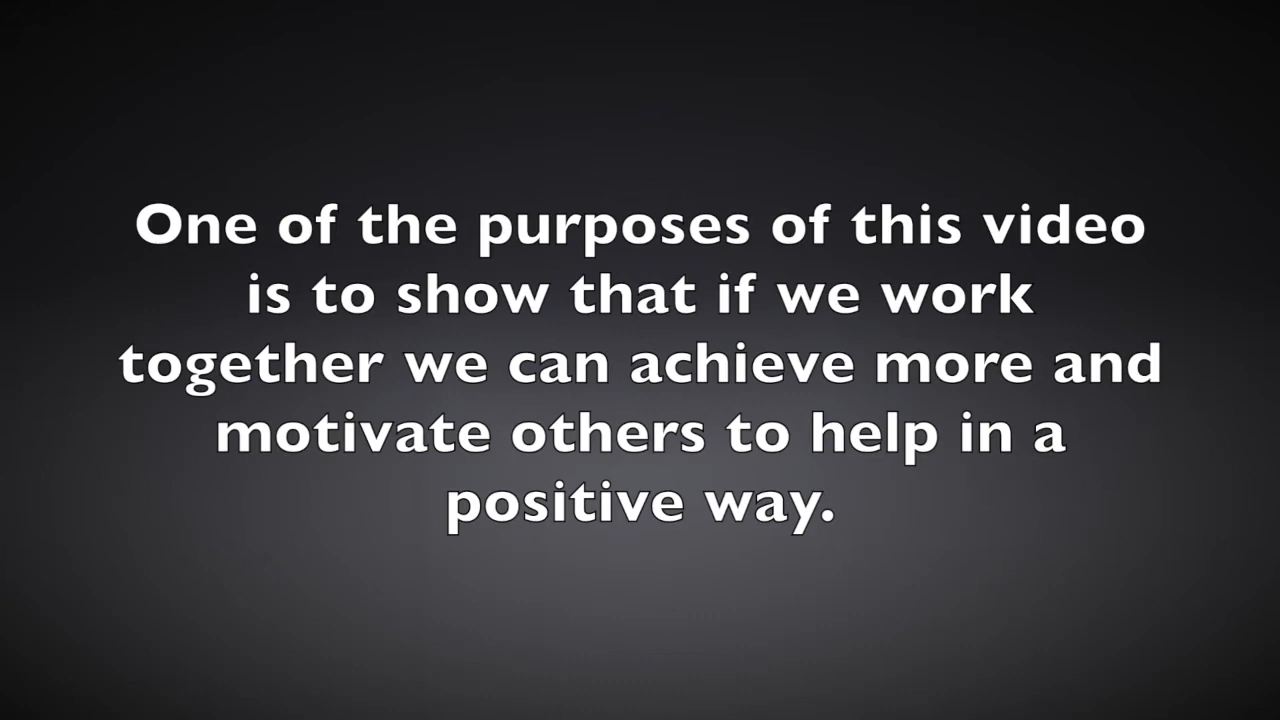 One of the purposes of this video
is to show that if we work
together we can achieve more and
motivate others to help in a
positive way.